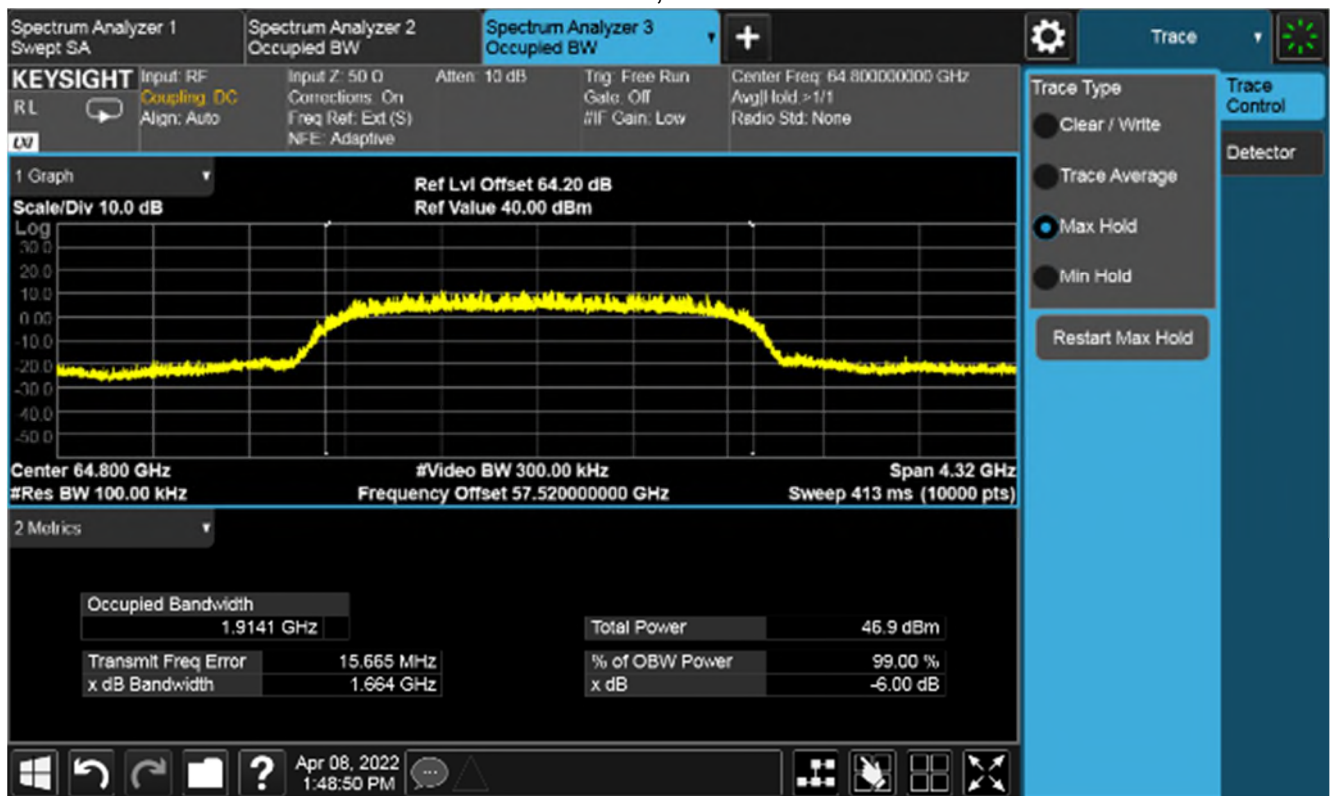 Spectrum Analyzer 1
Swept SA
Spectrum Analyzer 2
Occupied BW
Spectrum Analyzer 3
Occupied BW
Trace
KEYSIGHT
RL
LXI
Input: RF
Coupling: DC
Align: Auto
Input Z: 50 Ω
Corrections: On
Freq Ref: Ext (S)
NFE: Adaptive
Atten: 10 dB
Trig: Free Run
Gate: Off
#IF Gain: Low
Center Freq: 64.800000000 GHz
Avg|Hold:>1/1
Radio Std: None
Trace Type
Clear / Write
Trace Average
Max Hold
Min Hold
Restart Max Hold
Trace
Control
Detector
1 Graph
Scale/Div 10.0 dB
Ref Lvl Offset 64.20 dB
Ref Value 40.00 dBm
Log
30.0
20.0
10.0
0.00
-10.0
-20.0
-30.0
-40.0
-50.0
Center 64.800 GHz
#Video BW 300.00 kHz
Span 4.32 GHz
#Res BW 100.00 kHz
Frequency Offset 57.520000000 GHz
Sweep 413 ms (10000 pts)
2 Metrics
Occupied Bandwidth
1.9141 GHz
Total Power 46.9 dBm
Transmit Freq Error 15.665 MHz
% of OBW Power 99.00 %
x dB Bandwidth 1.664 GHz
x dB -6.00 dB
?
Apr 08, 2022
1:48:50 PM